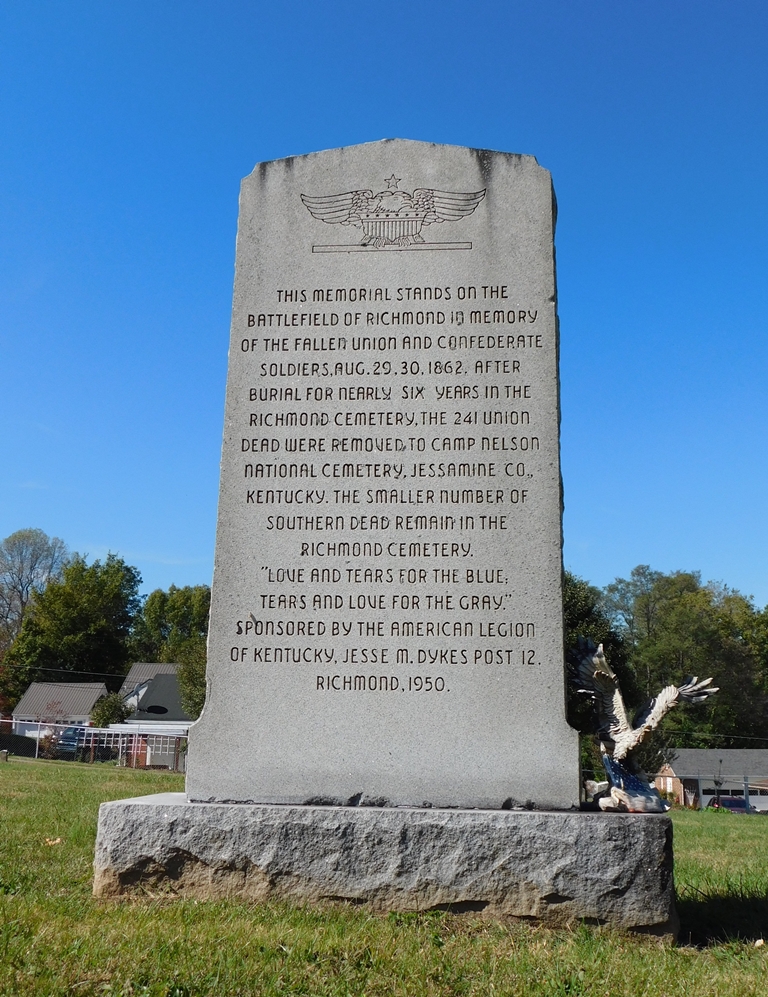 THIS MEMORIAL STANDS ON THE
BATTLEFIELD OF RICHMOND IN MEMORY
OF THE FALLEN UNION AND CONFEDERATE
SOLDIERS, AUG. 29, 30, 1862. AFTER
BURIAL FOR NEARLY SIX YEARS IN THE
RICHMOND CEMETERY, THE 241 UNION
DEAD WERE REMOVED TO CAMP NELSON
NATIONAL CEMETERY, JESSAMINE CO.,
KENTUCKY. THE SMALLER NUMBER OF
SOUTHERN DEAD REMAIN IN THE
RICHMOND CEMETERY.
"LOVE AND TEARS FOR THE BLUE;
TEARS AND LOVE FOR THE GRAY."
SPONSORED BY THE AMERICAN LEGION
OF KENTUCKY, JESSE M. DYKES POST 12.
RICHMOND, 1950.